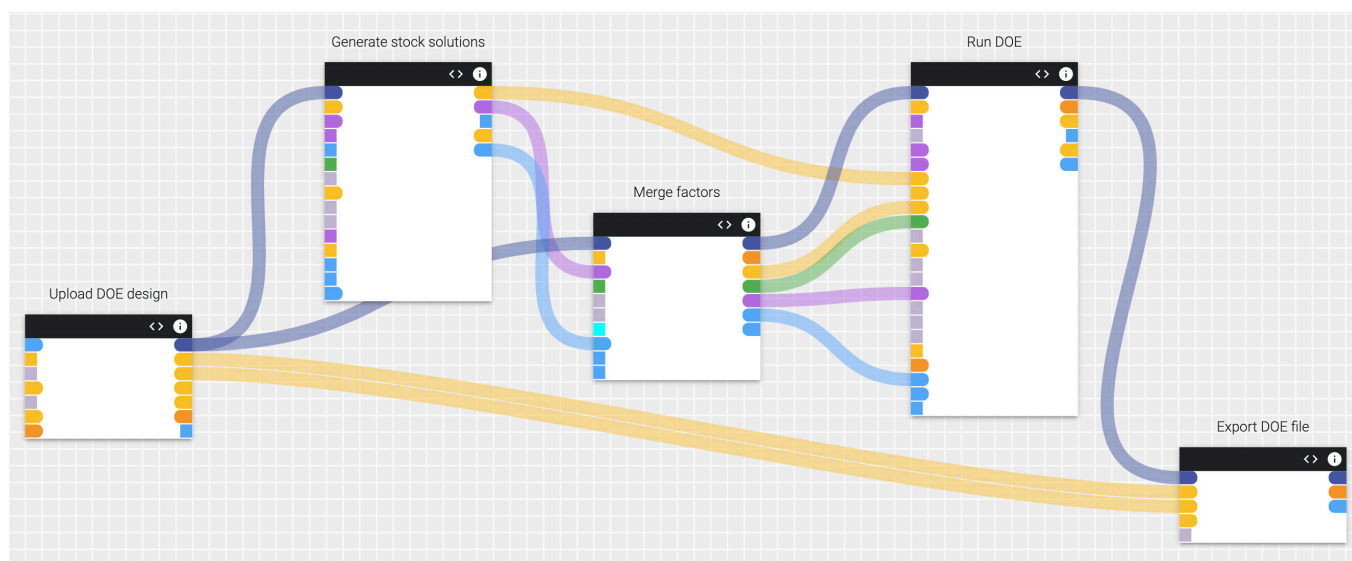 Generate stock solutions
Run DOE
Merge factors
Upload DOE design
Export DOE file